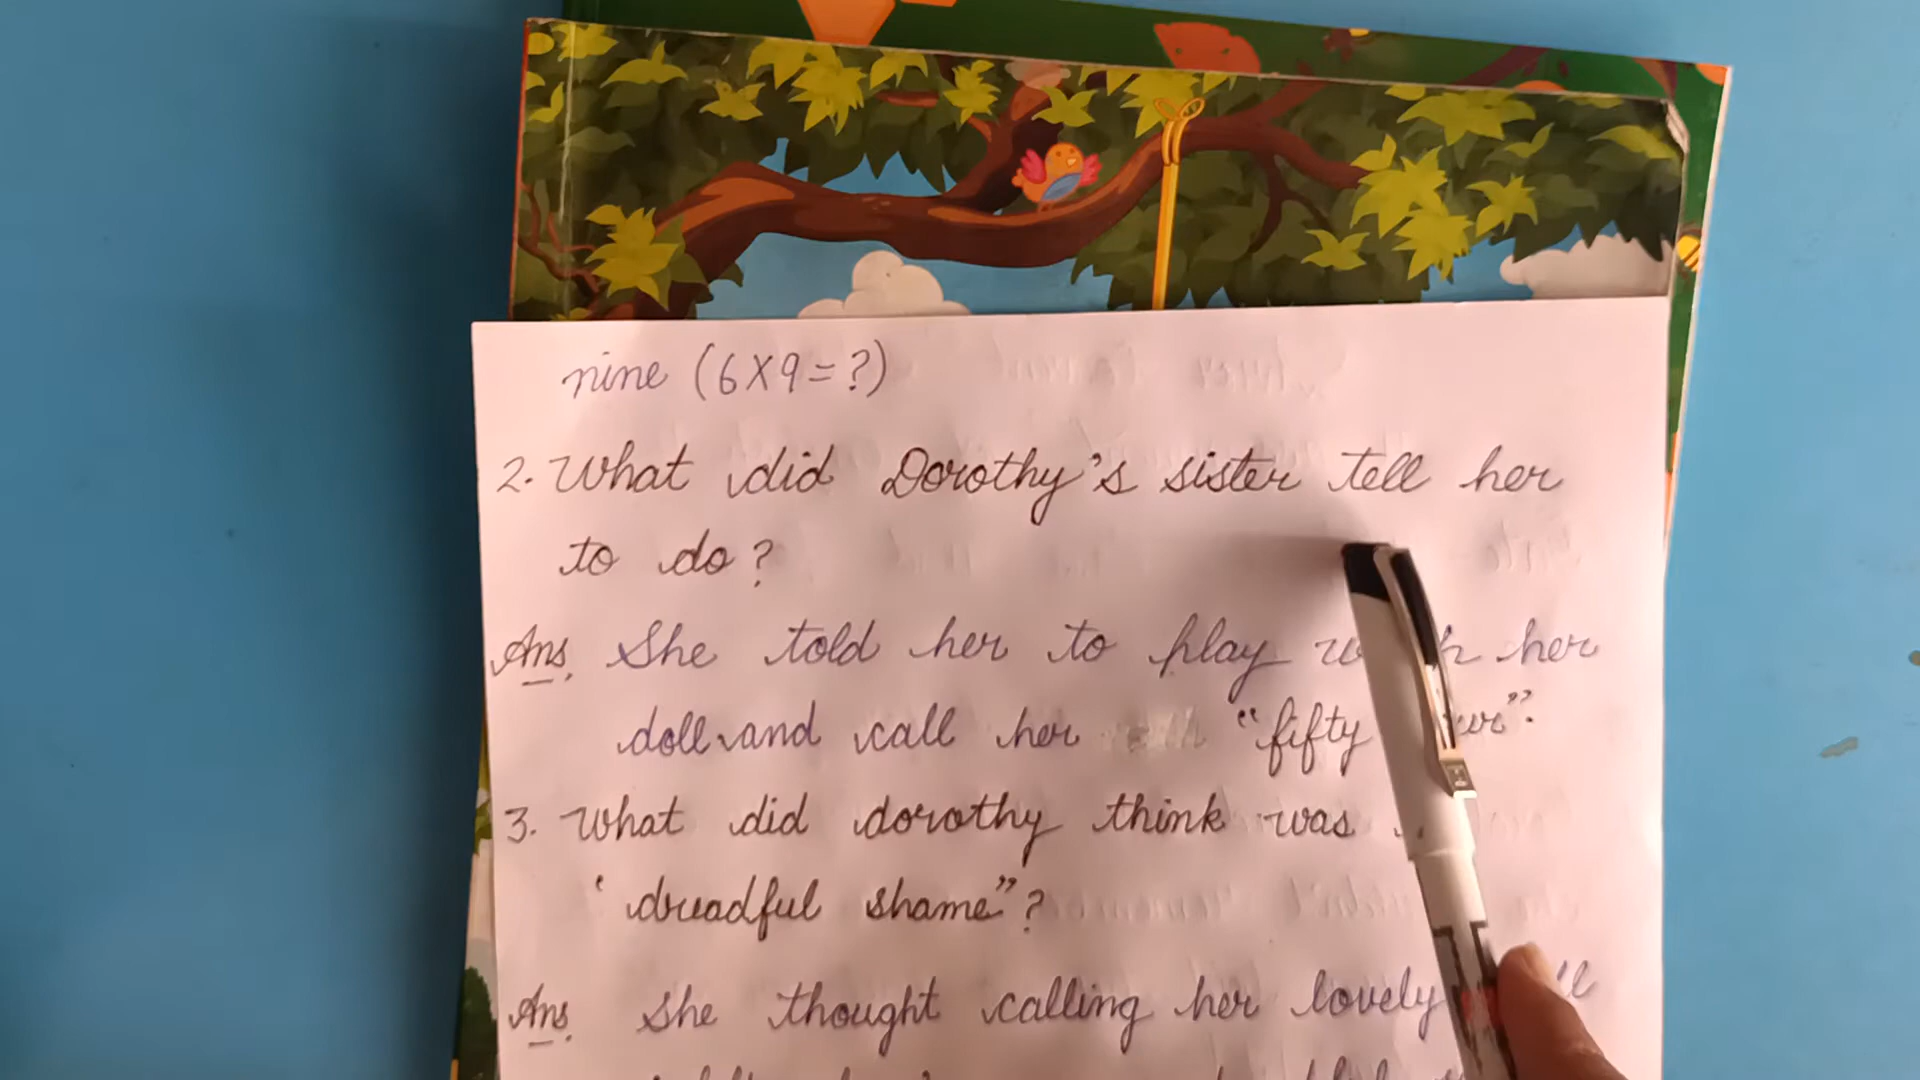 nine (6X9=?)
2. What did Dorothy's sister tell her
to do?
Ans. She told her to play her
doll and call her "fifty
3. What did dorothy think was
'dreadful shame"?
Ans. She thought calling her lovely